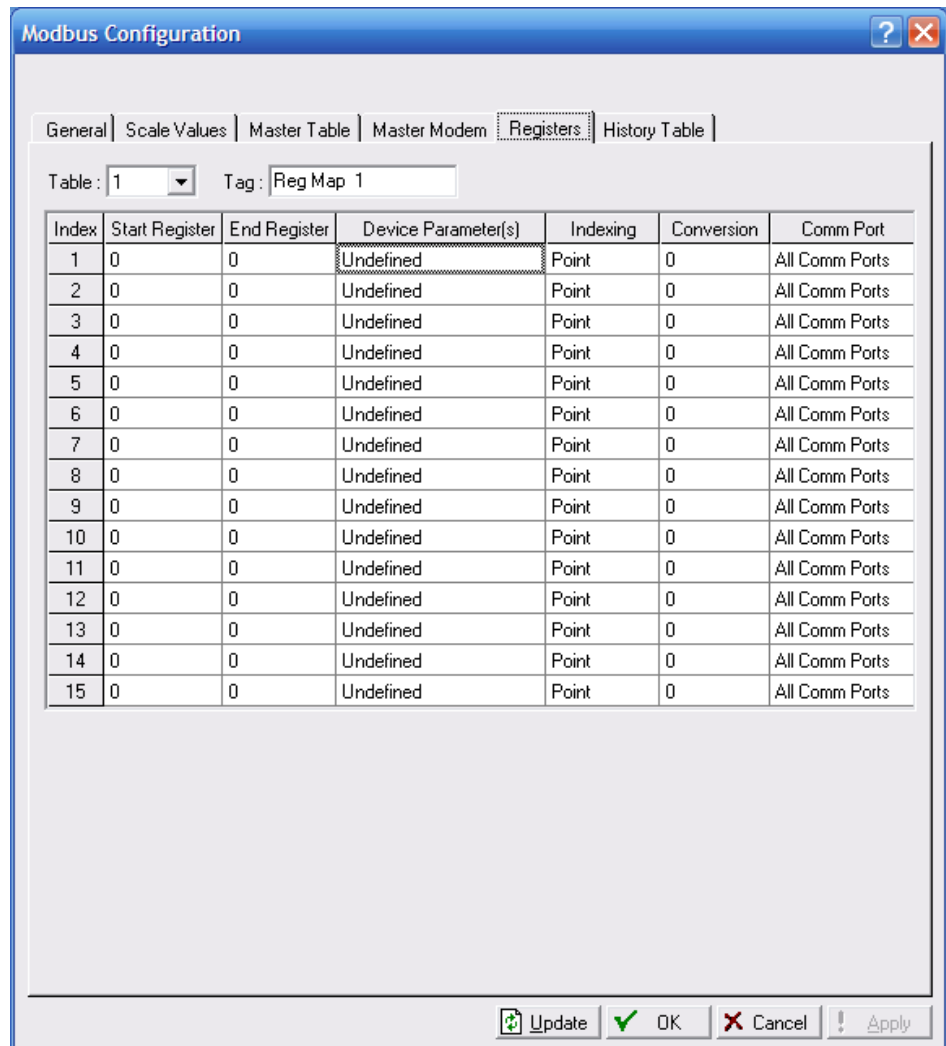 Modbus Configuration
General Scale Values Master Table Master Modem Registers History Table
Table : 1 Tag : Reg Map 1
Index Start Register End Register Device Parameter(s) Indexing Conversion Comm Port
1 0 0 Undefined Point 0 All Comm Ports
2 0 0 Undefined Point 0 All Comm Ports
3 0 0 Undefined Point 0 All Comm Ports
4 0 0 Undefined Point 0 All Comm Ports
5 0 0 Undefined Point 0 All Comm Ports
6 0 0 Undefined Point 0 All Comm Ports
7 0 0 Undefined Point 0 All Comm Ports
8 0 0 Undefined Point 0 All Comm Ports
9 0 0 Undefined Point 0 All Comm Ports
10 0 0 Undefined Point 0 All Comm Ports
11 0 0 Undefined Point 0 All Comm Ports
12 0 0 Undefined Point 0 All Comm Ports
13 0 0 Undefined Point 0 All Comm Ports
14 0 0 Undefined Point 0 All Comm Ports
15 0 0 Undefined Point 0 All Comm Ports
Update OK Cancel ! Apply